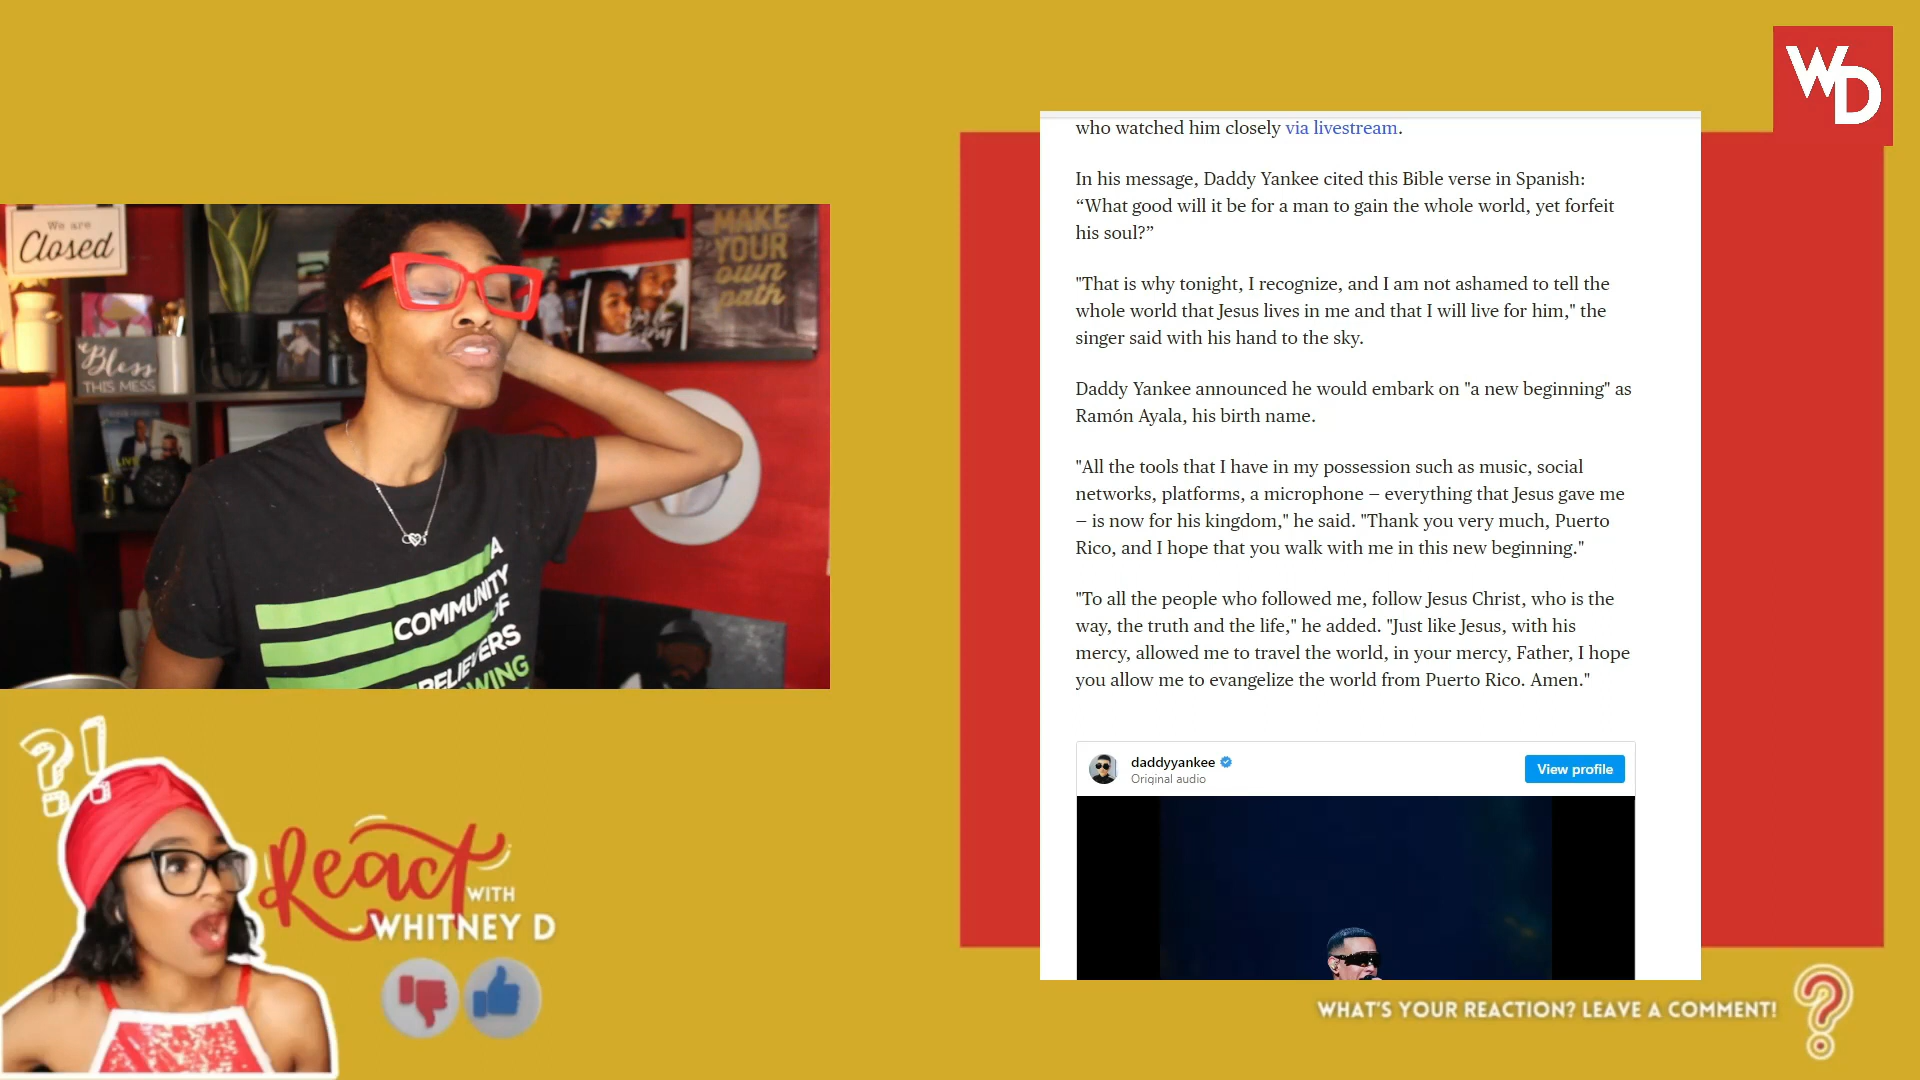 WD
We are
Closed
MAKE
YOUR
own
path
Bless
THIS MESS
LIVE
A
COMMUNITY
OF
BELIEVERS
who watched him closely via livestream.
In his message, Daddy Yankee cited this Bible verse in Spanish:
“What good will it be for a man to gain the whole world, yet forfeit
his soul?”
"That is why tonight, I recognize, and I am not ashamed to tell the
whole world that Jesus lives in me and that I will live for him," the
singer said with his hand to the sky.
Daddy Yankee announced he would embark on "a new beginning" as
Ramón Ayala, his birth name.
"All the tools that I have in my possession such as music, social
networks, platforms, a microphone – everything that Jesus gave me
– is now for his kingdom," he said. "Thank you very much, Puerto
Rico, and I hope that you walk with me in this new beginning."
"To all the people who followed me, follow Jesus Christ, who is the
way, the truth and the life," he added. "Just like Jesus, with his
mercy, allowed me to travel the world, in your mercy, Father, I hope
you allow me to evangelize the world from Puerto Rico. Amen."
daddyyankee
Original audio
View profile
?!
React
WITH
WHITNEY D
WHAT'S YOUR REACTION? LEAVE A COMMENT!
?